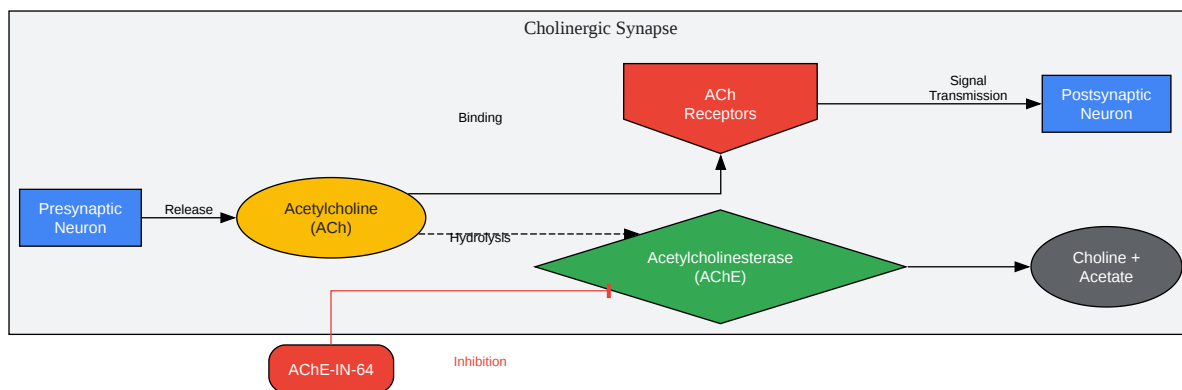 Cholinergic Synapse
ACh
Receptors
Signal
Transmission
Postsynaptic
Neuron
Binding
Presynaptic
Neuron
Release
Acetylcholine
(ACh)
Hydrolysis
Acetylcholinesterase
(AChE)
Choline +
Acetate
AChE-IN-64
Inhibition